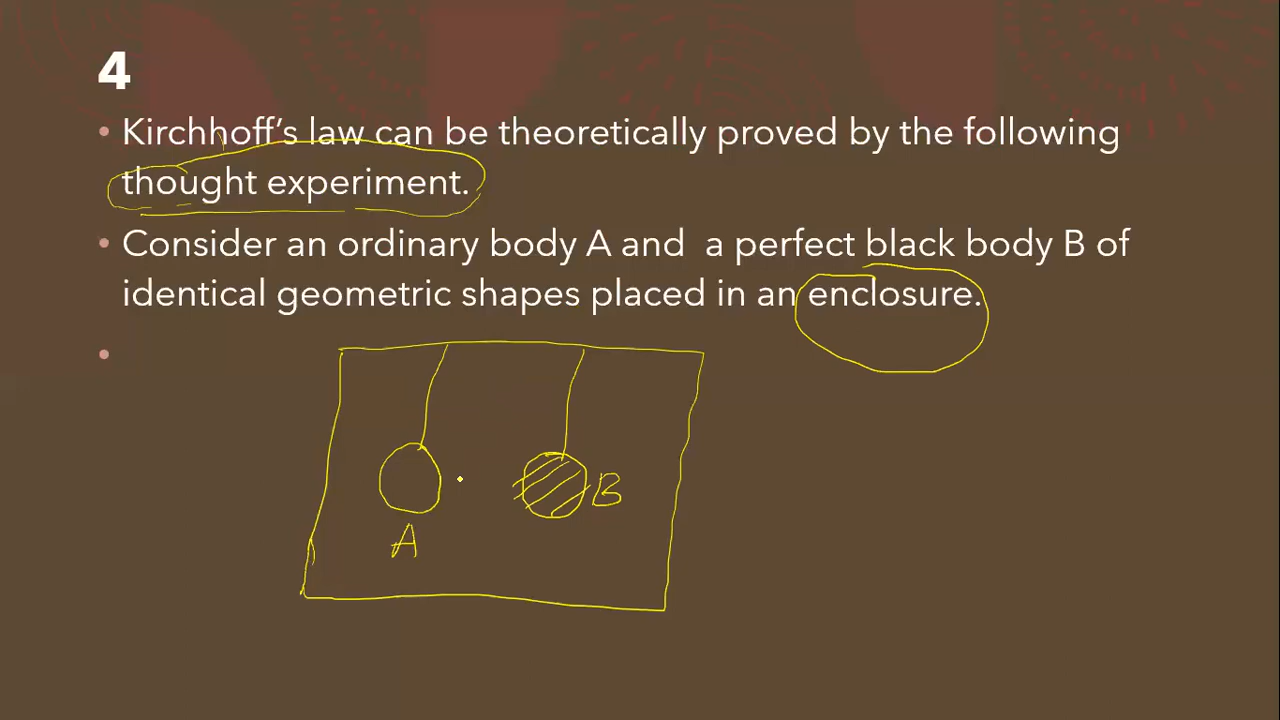 4
• Kirchhoff's law can be theoretically proved by the following
thought experiment.
• Consider an ordinary body A and a perfect black body B of
identical geometric shapes placed in an enclosure.
•
A
B